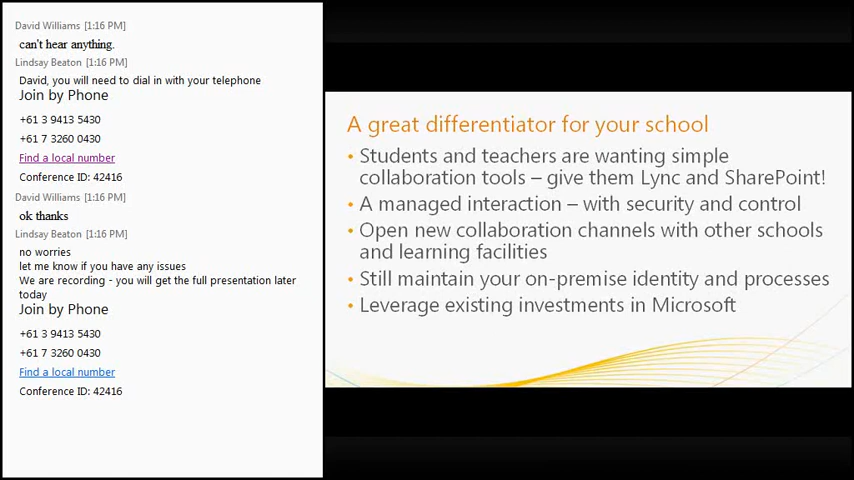 David Williams [1:16 PM]
can't hear anything.
Lindsay Beaton [1:16 PM]
David, you will need to dial in with your telephone
Join by Phone
+61 3 9413 5430
+61 7 3260 0430
Find a local number
Conference ID: 42416
David Williams [1:16 PM]
ok thanks
Lindsay Beaton [1:16 PM]
no worries
let me know if you have any issues
We are recording - you will get the full presentation later
today
Join by Phone
+61 3 9413 5430
+61 7 3260 0430
Find a local number
Conference ID: 42416
A great differentiator for your school
• Students and teachers are wanting simple
collaboration tools – give them Lync and SharePoint!
• A managed interaction – with security and control
• Open new collaboration channels with other schools
and learning facilities
• Still maintain your on-premise identity and processes
• Leverage existing investments in Microsoft